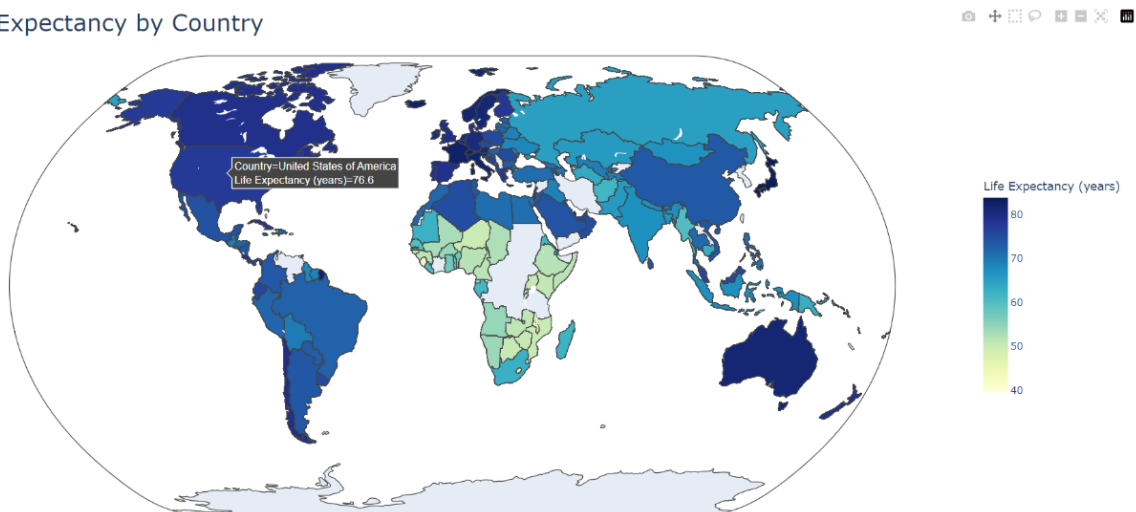 Expectancy by Country
Country=United States of America
Life Expectancy (years)=76.6
Life Expectancy (years)
80
70
60
50
40